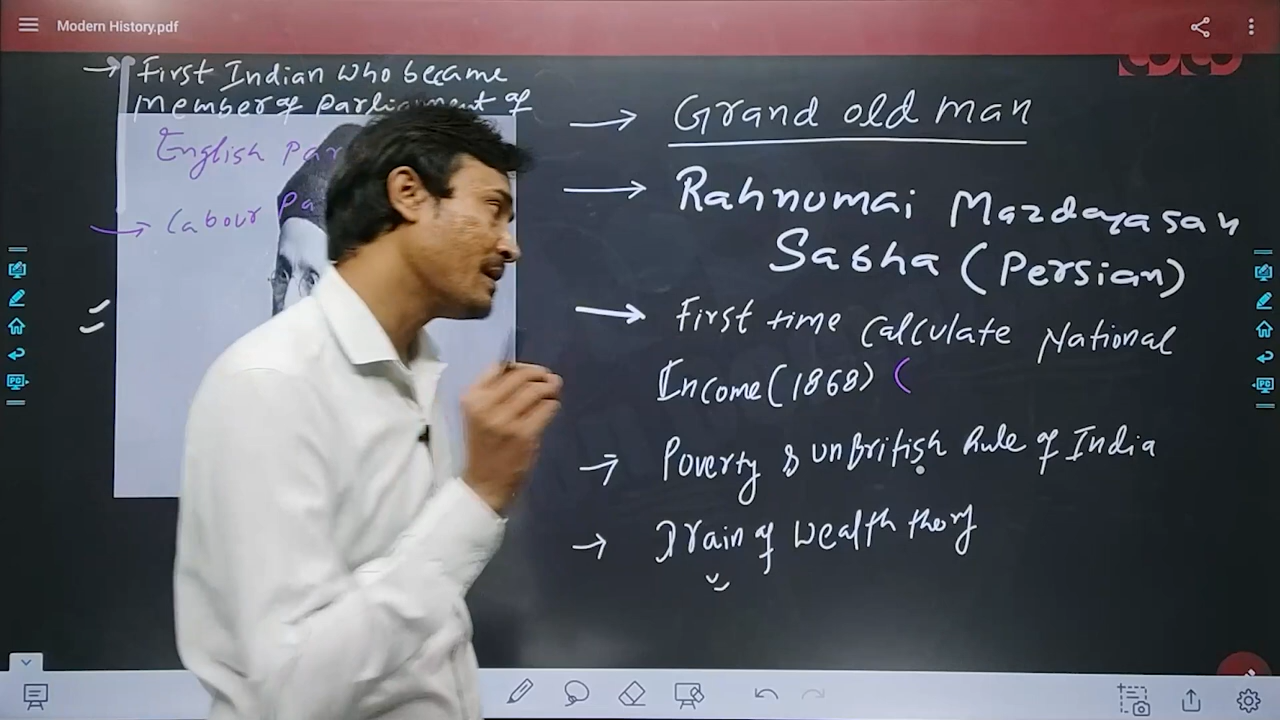 Modern History.pdf
→ First Indian who became
member of parliament of
English Par
→ Labour Pa
→ Grand old man
→ Rahnumai Mazdayasan
Sabha (Persian)
→ First time Calculate National
Income (1868) (
→ Poverty & unBritish Rule of India
→ Drain of wealth theory